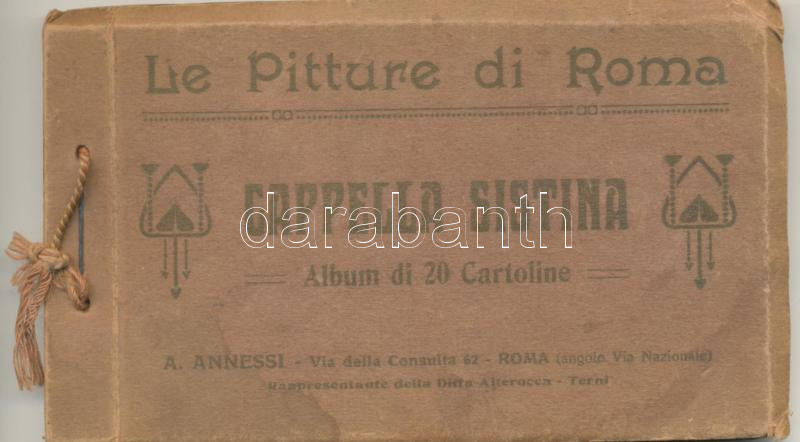 Le Pitture di Roma
CAPPELLA SISTINA
darabanth
Album di 20 Cartoline
A. ANNESSI - Via della Consulta 62 - ROMA (angolo Via Nazionale)
Rappresentante della Ditta Alterocca - Terni